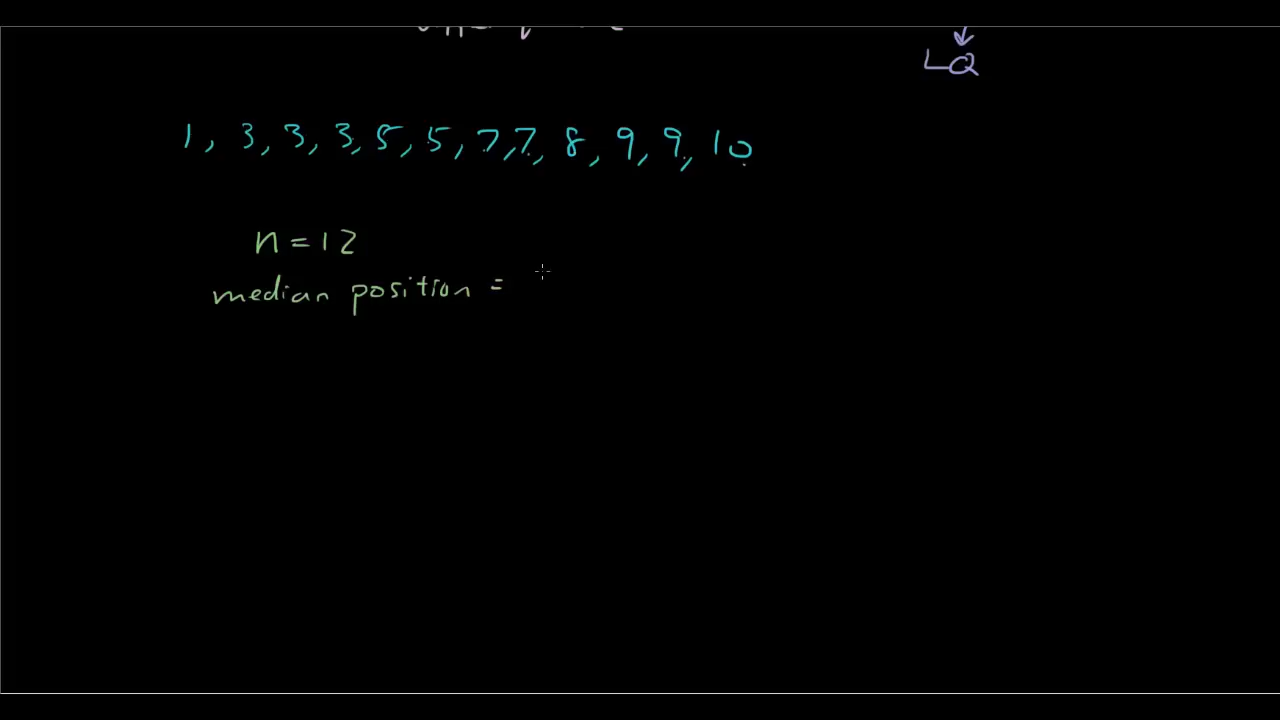 LQ
1, 3, 3, 3, 5, 5, 7, 7, 8, 9, 9, 10
n = 12
median position =